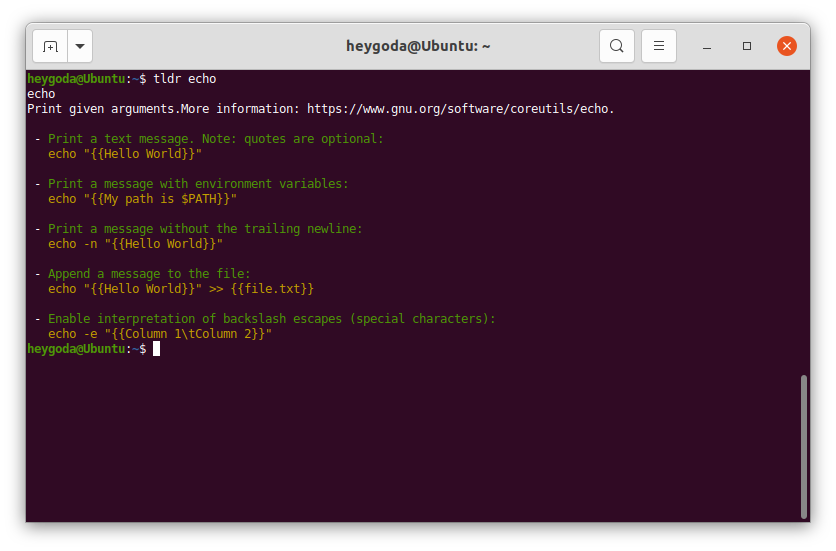 heygoda@Ubuntu: ~
heygoda@Ubuntu:~$ tldr echo
echo
Print given arguments.More information: https://www.gnu.org/software/coreutils/echo.
- Print a text message. Note: quotes are optional:
echo "{{Hello World}}"
- Print a message with environment variables:
echo "{{My path is $PATH}}"
- Print a message without the trailing newline:
echo -n "{{Hello World}}"
- Append a message to the file:
echo "{{Hello World}}" >> {{file.txt}}
- Enable interpretation of backslash escapes (special characters):
echo -e "{{Column 1\tColumn 2}}"
heygoda@Ubuntu:~$